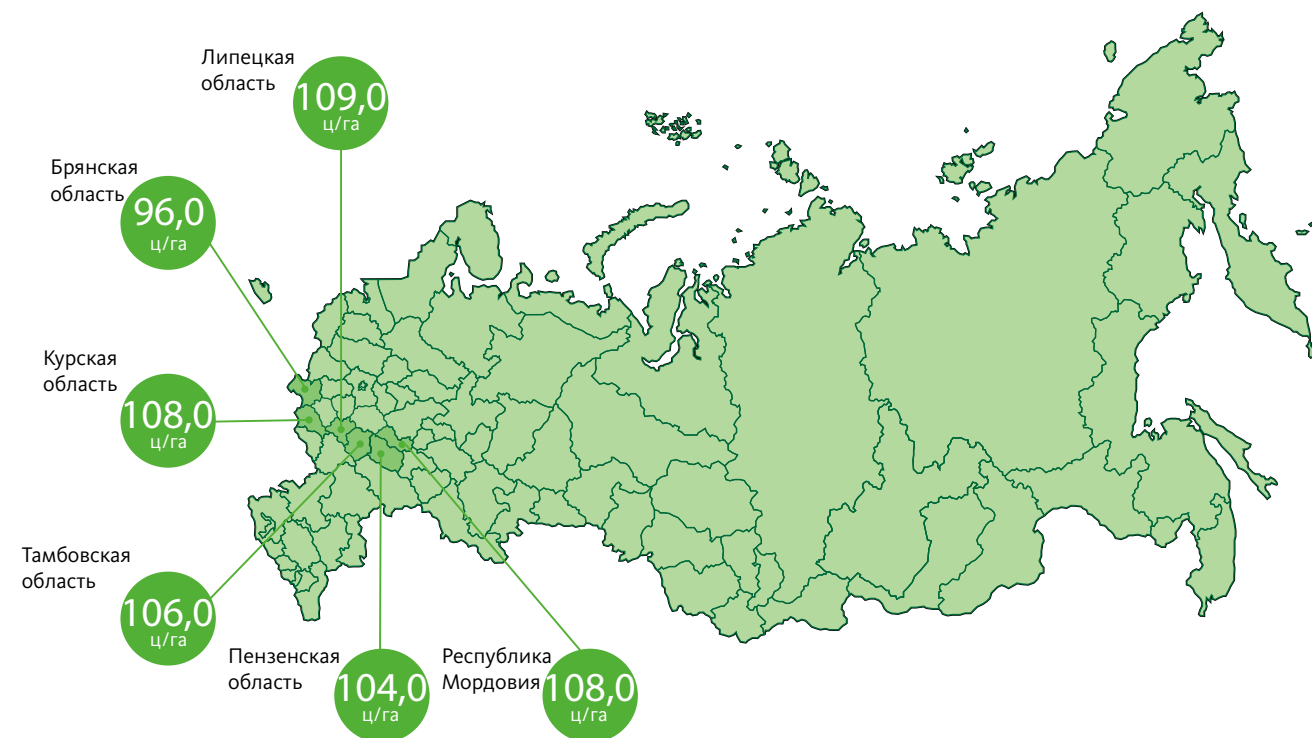 Липецкая
область
109,0
ц/га
Брянская
область
96,0
ц/га
Курская
область
108,0
ц/га
Тамбовская
область
106,0
ц/га
Пензенская
область
104,0
ц/га
Республика
Мордовия
108,0
ц/га